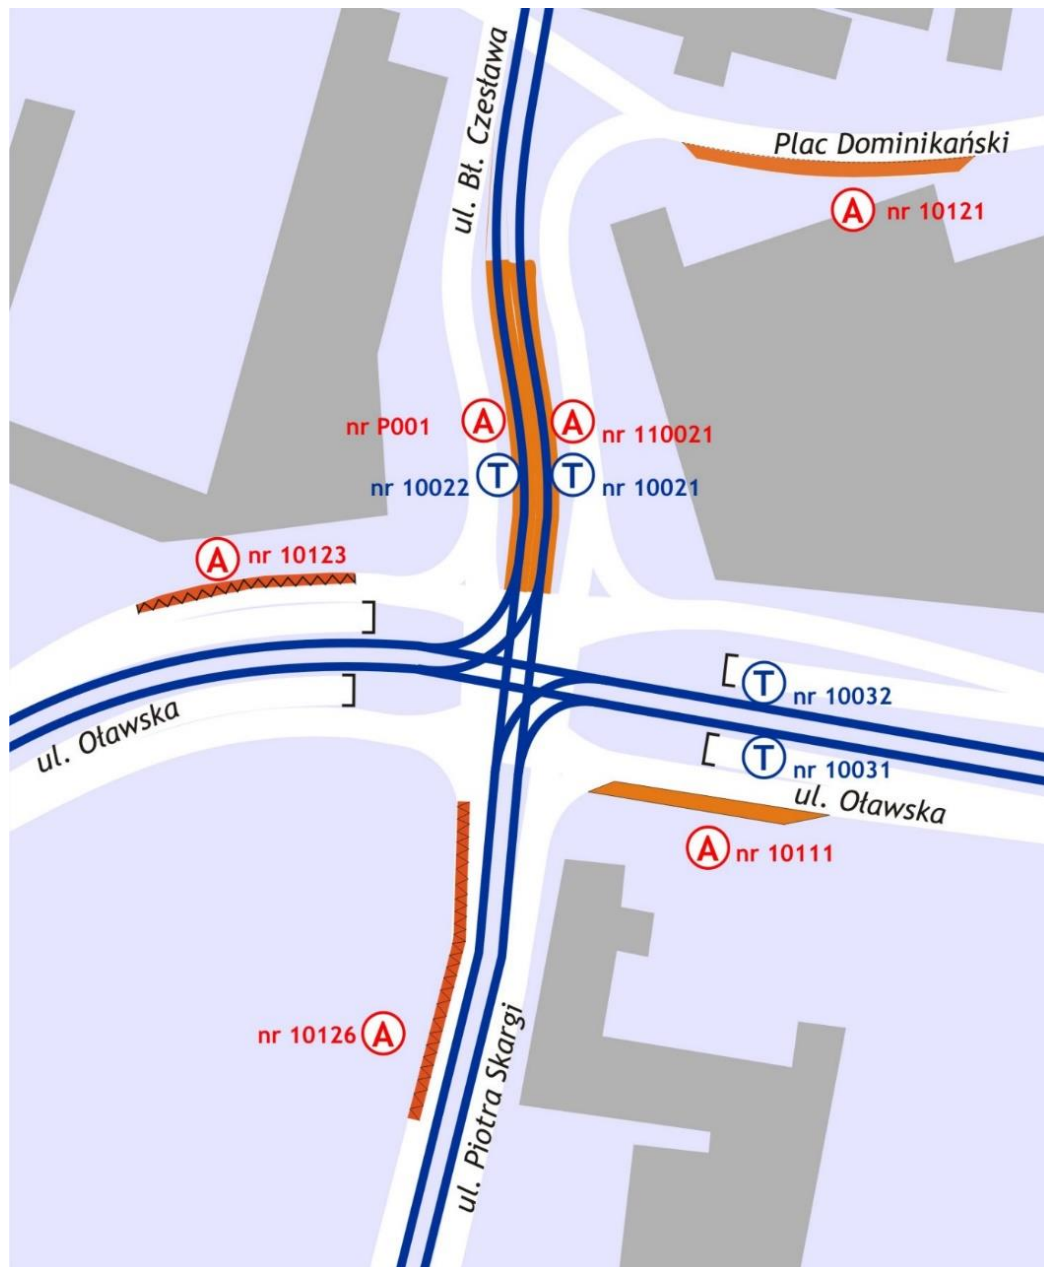 ul. Bł. Czesława
Plac Dominikański
A nr 10121
nr P001 A
A nr 110021
nr 10022 T
T nr 10021
A nr 10123
T nr 10032
ul. Oławska
T nr 10031
ul. Oławska
A nr 10111
nr 10126 A
ul. Piotra Skargi